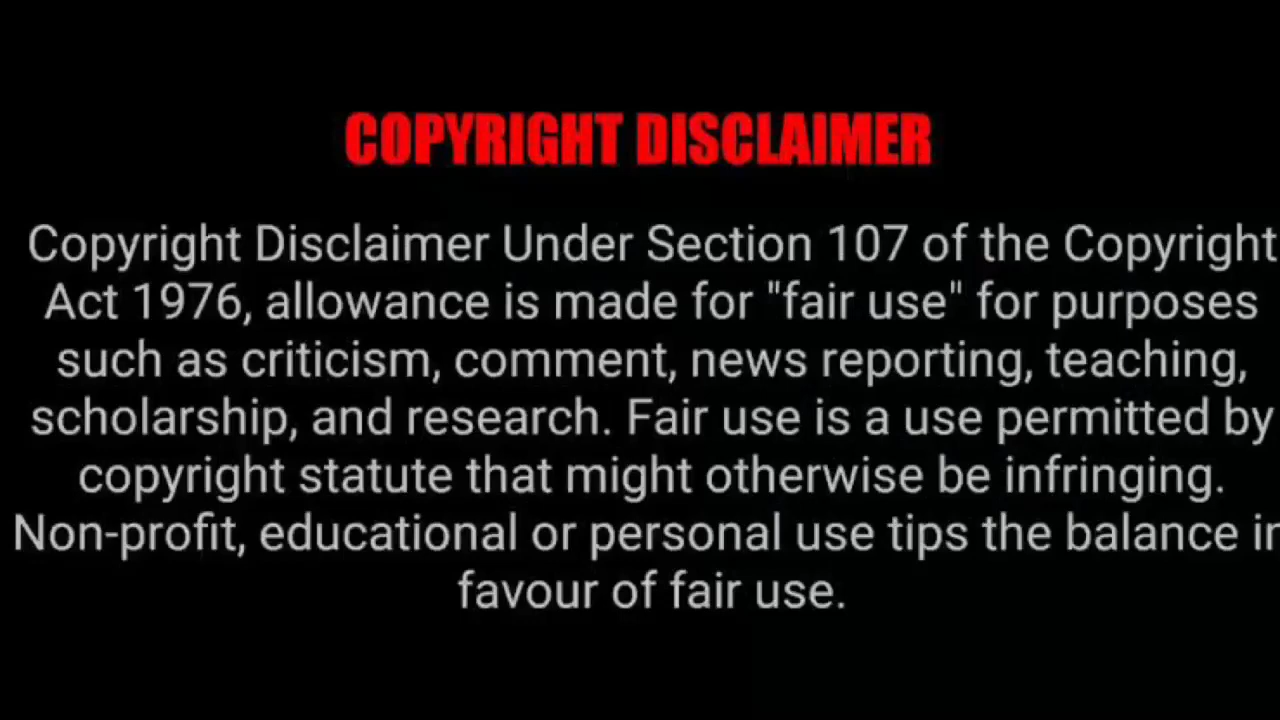 COPYRIGHT DISCLAIMER
Copyright Disclaimer Under Section 107 of the Copyright
Act 1976, allowance is made for "fair use" for purposes
such as criticism, comment, news reporting, teaching,
scholarship, and research. Fair use is a use permitted by
copyright statute that might otherwise be infringing.
Non-profit, educational or personal use tips the balance in
favour of fair use.